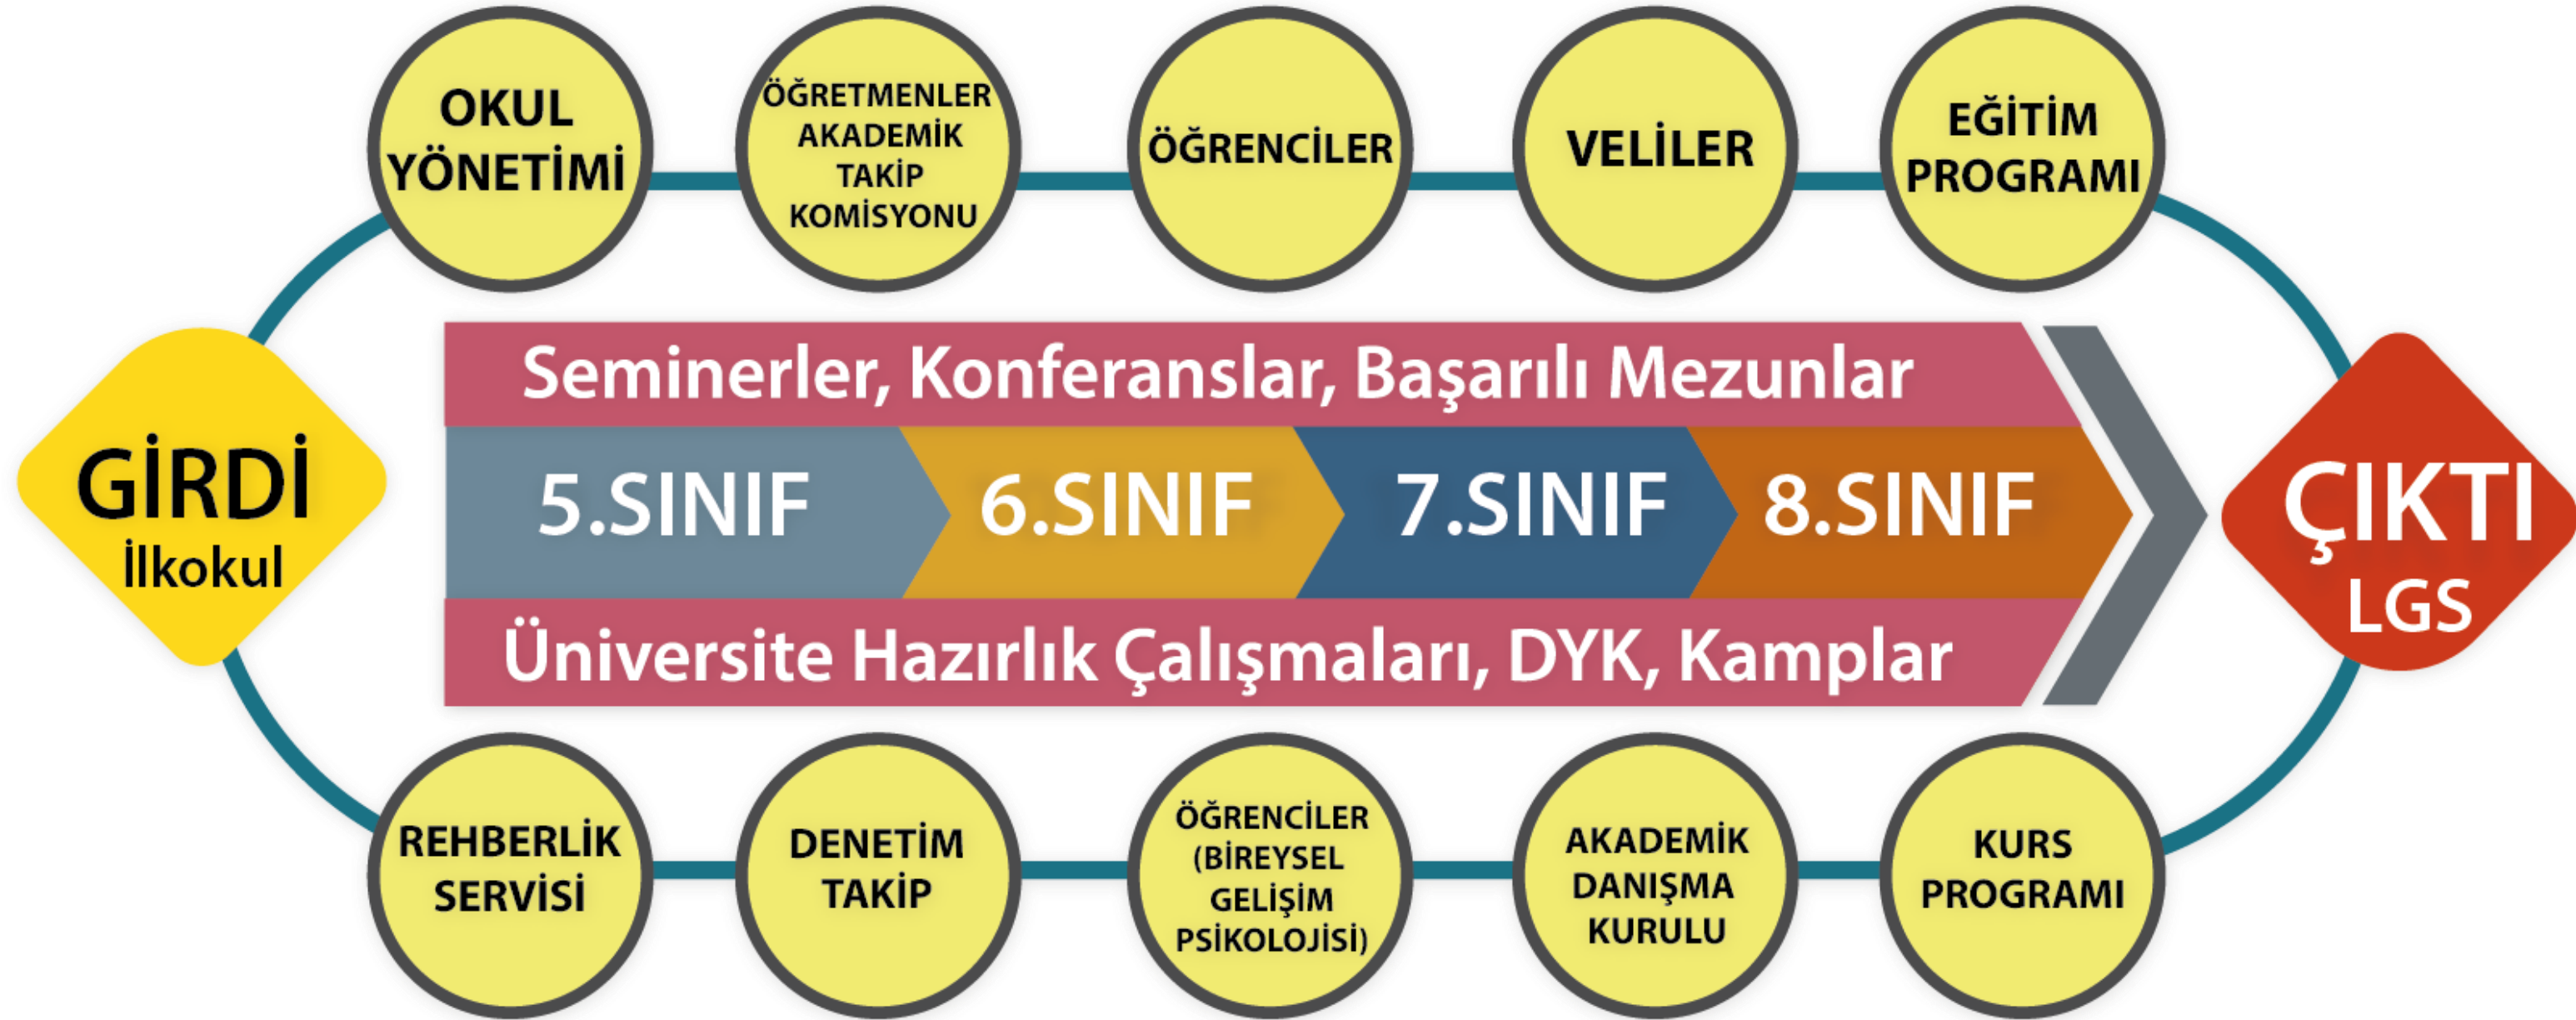 OKUL
YÖNETİMİ
ÖĞRETMENLER
AKADEMİK
TAKİP
KOMİSYONU
ÖĞRENCİLER
VELİLER
EĞİTİM
PROGRAMI
GİRDİ
İlkokul
Seminerler, Konferanslar, Başarılı Mezunlar
5.SINIF
6.SINIF
7.SINIF
8.SINIF
Üniversite Hazırlık Çalışmaları, DYK, Kamplar
ÇIKTI
LGS
REHBERLİK
SERVİSİ
DENETİM
TAKİP
ÖĞRENCİLER
(BİREYSEL
GELİŞİM
PSİKOLOJİSİ)
AKADEMİK
DANIŞMA
KURULU
KURS
PROGRAMI